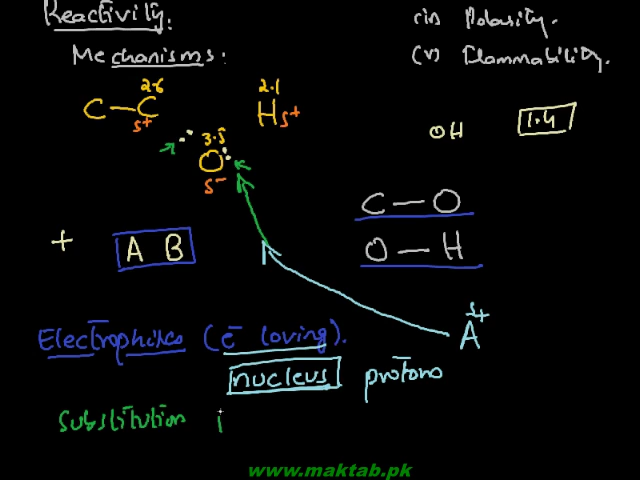 Reactivity.
(iv) Polarity.
Mechanisms:
(v) Flammability.
2.6
2.1
C — C
H
δ+
δ+
3.5
OH
1.4
O
δ-
C — O
+ A B
O — H
δ+
A
Electrophiles (e⁻ loving).
nucleus protons
Substitution
www.maktab.pk